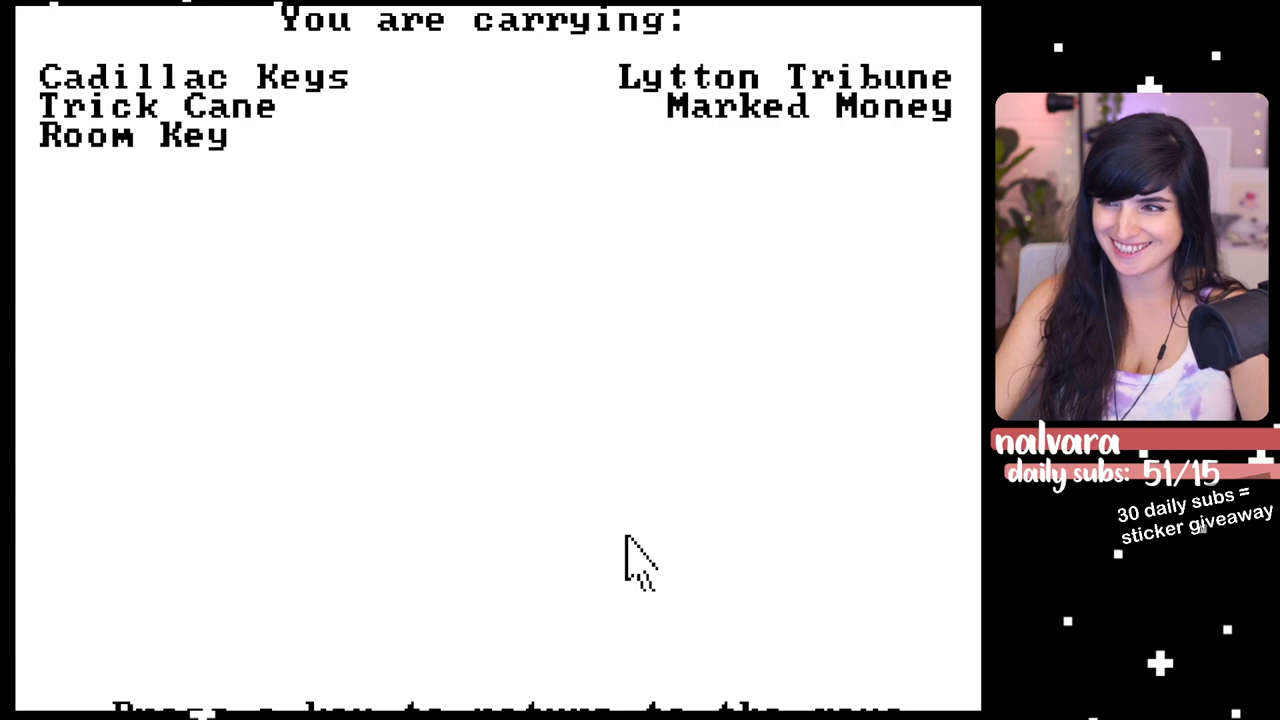 You are carrying:
Cadillac Keys Lytton Tribune
Trick Cane Marked Money
Room Key
nalvara
daily subs: 51/15
30 daily subs =
sticker giveaway